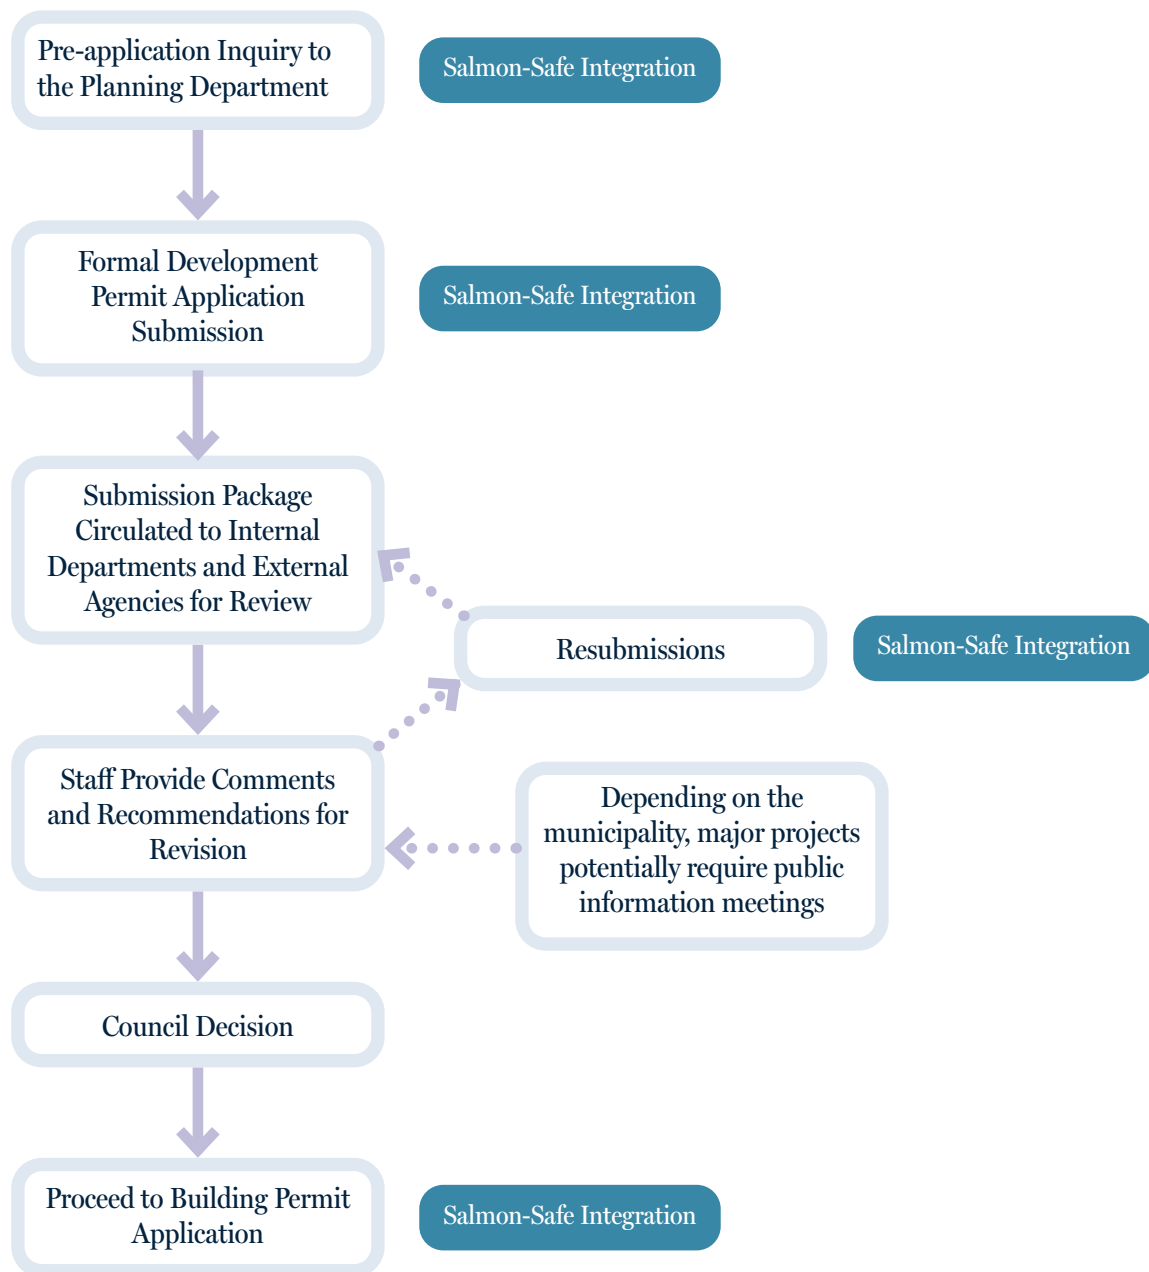 Pre-application Inquiry to
the Planning Department
Salmon-Safe Integration
Formal Development
Permit Application
Submission
Salmon-Safe Integration
Submission Package
Circulated to Internal
Departments and External
Agencies for Review
Resubmissions
Salmon-Safe Integration
Staff Provide Comments
and Recommendations for
Revision
Depending on the
municipality, major projects
potentially require public
information meetings
Council Decision
Proceed to Building Permit
Application
Salmon-Safe Integration